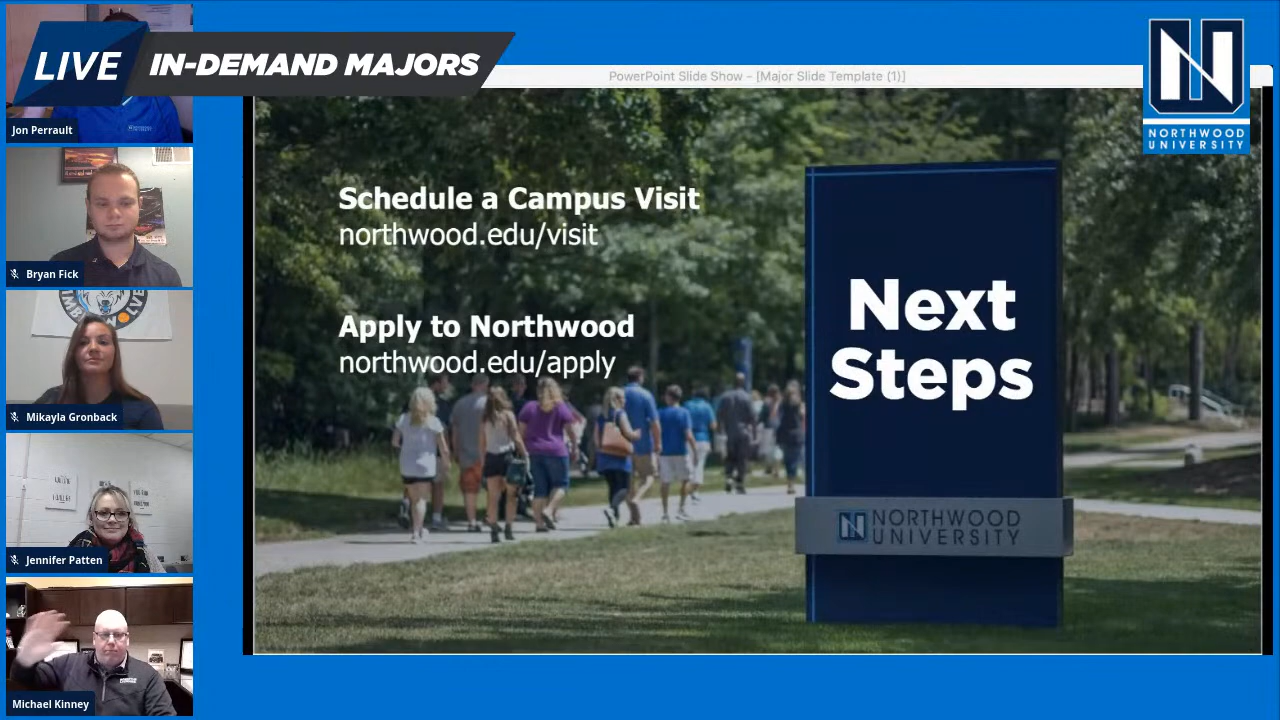 LIVE
IN-DEMAND MAJORS
PowerPoint Slide Show - [Major Slide Template (1)]
NORTHWOOD
UNIVERSITY
Jon Perrault
Bryan Fick
Mikayla Gronback
Jennifer Patten
Michael Kinney
Schedule a Campus Visit
northwood.edu/visit
Apply to Northwood
northwood.edu/apply
Next
Steps
NORTHWOOD
UNIVERSITY